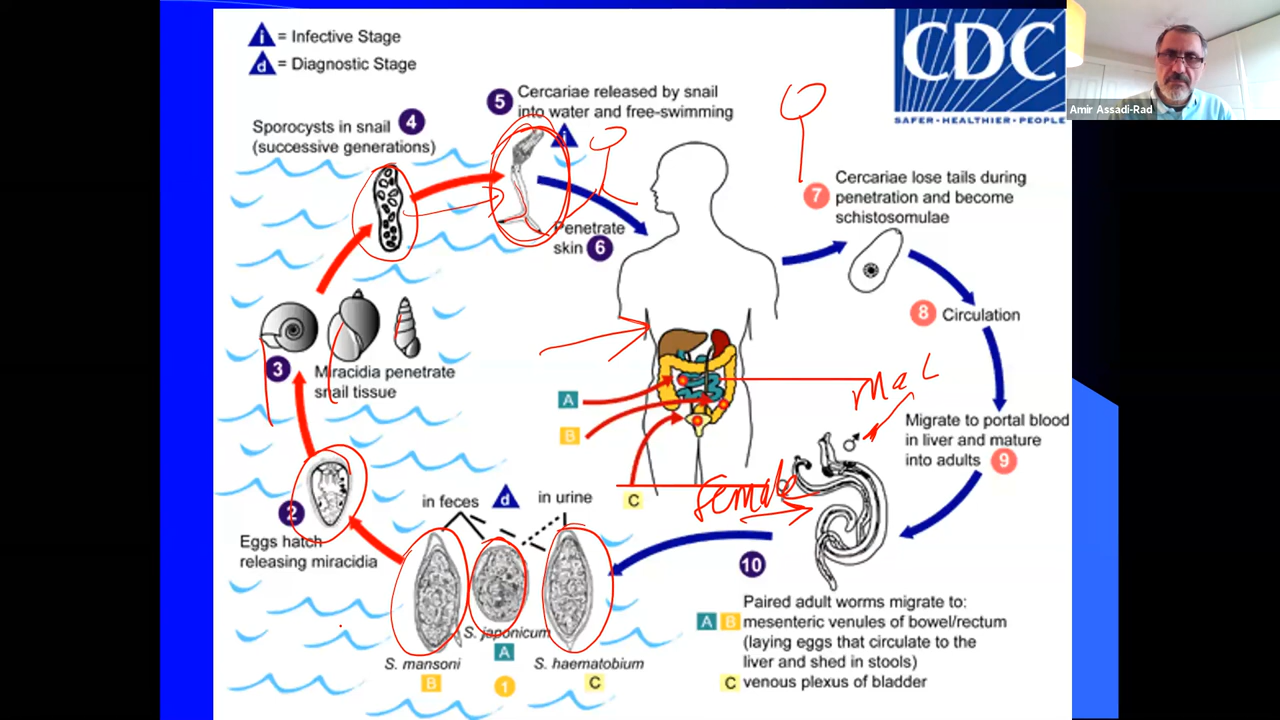 i = Infective Stage
d = Diagnostic Stage
CDC
SAFER • HEALTHIER • PEOPLE
Amir Assadi-Rad
5 Cercariae released by snail
into water and free-swimming
i
Sporocysts in snail 4
(successive generations)
Penetrate
skin 6
7 Cercariae lose tails during
penetration and become
schistosomulae
8 Circulation
3 Miracidia penetrate
snail tissue
A
B
C
Mal
Migrate to portal blood
in liver and mature
into adults 9
♂
Female
in feces d in urine
2
Eggs hatch
releasing miracidia
10
S. japonicum
A
S. mansoni
B
1
S. haematobium
C
Paired adult worms migrate to:
A B mesenteric venules of bowel/rectum
(laying eggs that circulate to the
liver and shed in stools)
C venous plexus of bladder